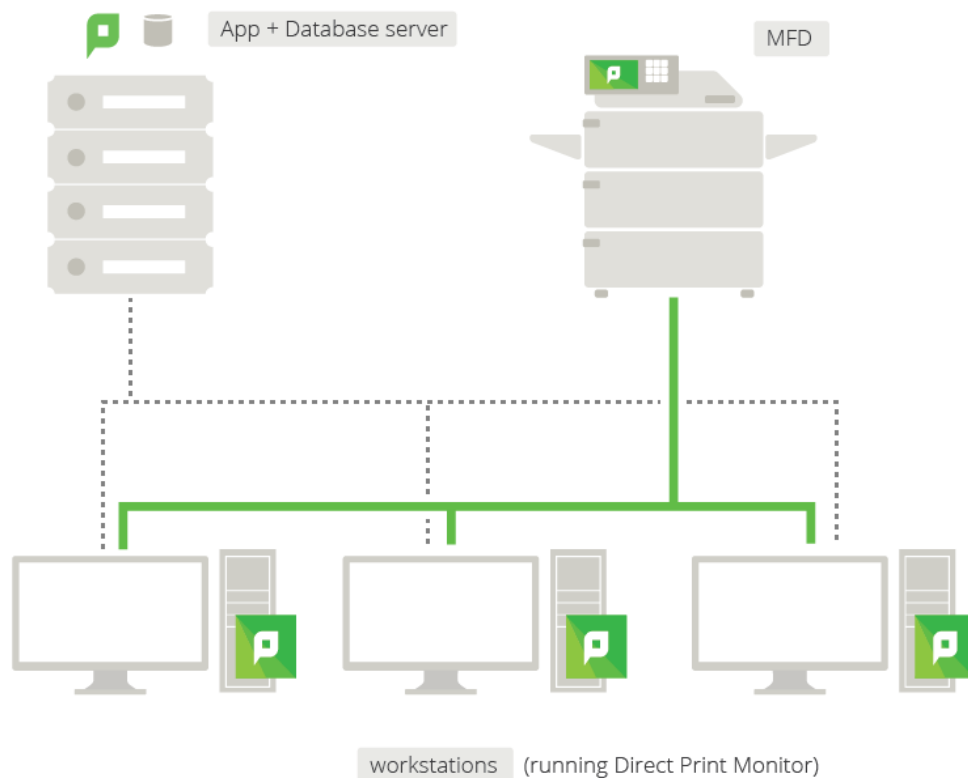 App + Database server
MFD
workstations (running Direct Print Monitor)